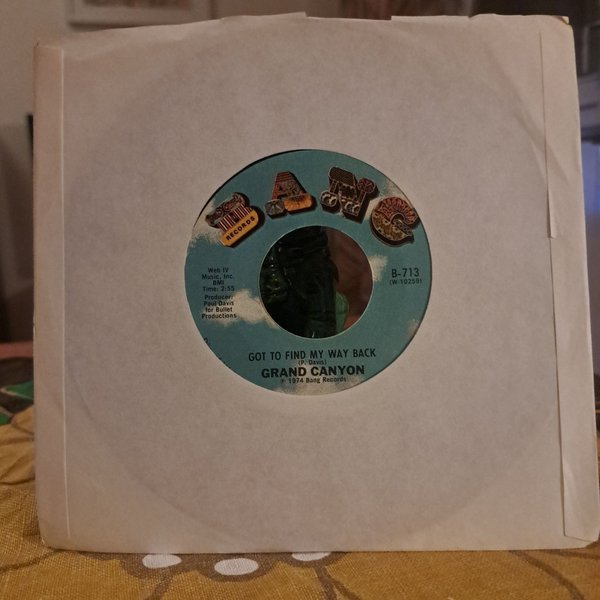 BANG
RECORDS
Web IV
Music, Inc.
BMI
Time: 2:55
Producer:
Paul Davis
for Bullet
Productions
B-713
(W 10259)
GOT TO FIND MY WAY BACK
(P. Davis)
GRAND CANYON
℗ 1974 Bang Records